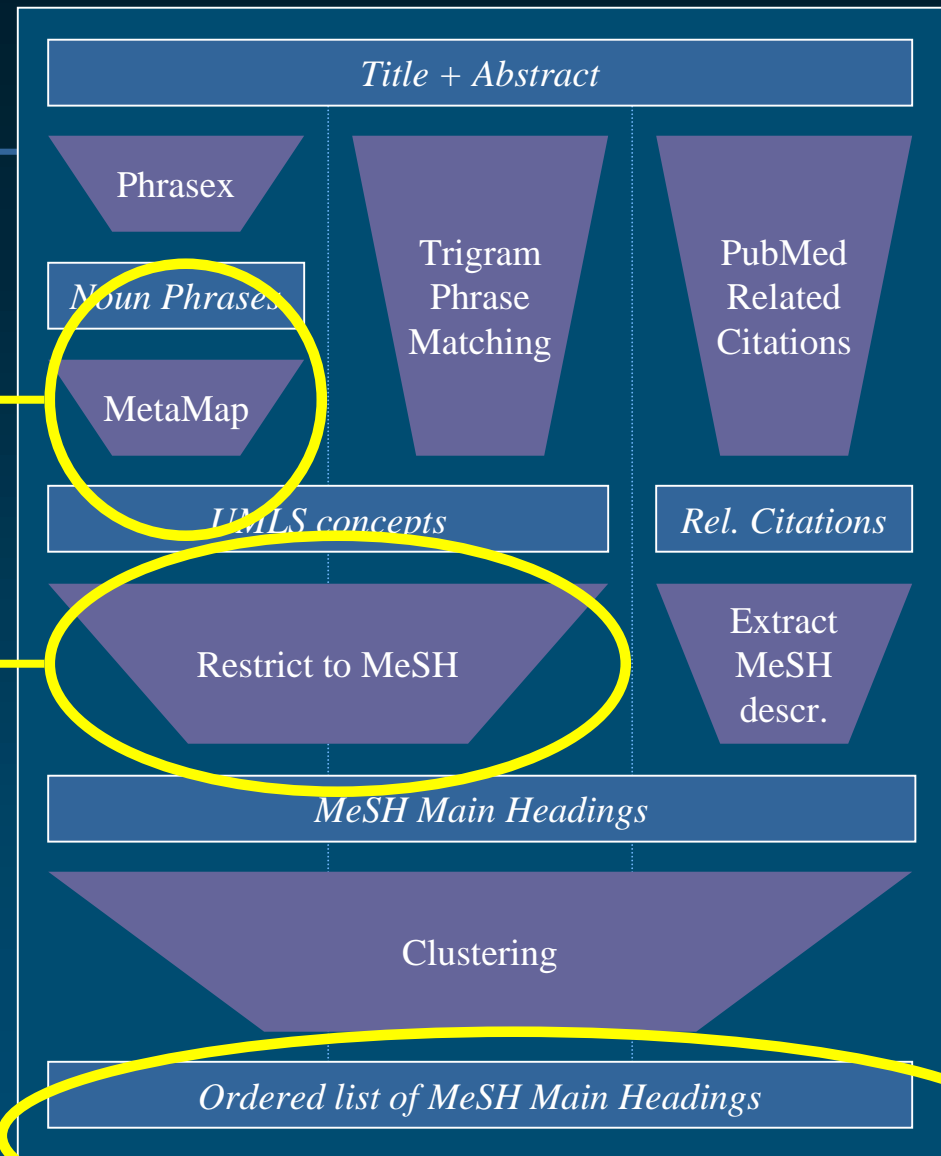 Title + Abstract
Phrasex
Noun Phrases
MetaMap
Trigram
Phrase
Matching
PubMed
Related
Citations
UMLS concepts
Rel. Citations
Restrict to MeSH
Extract
MeSH
descr.
MeSH Main Headings
Clustering
Ordered list of MeSH Main Headings